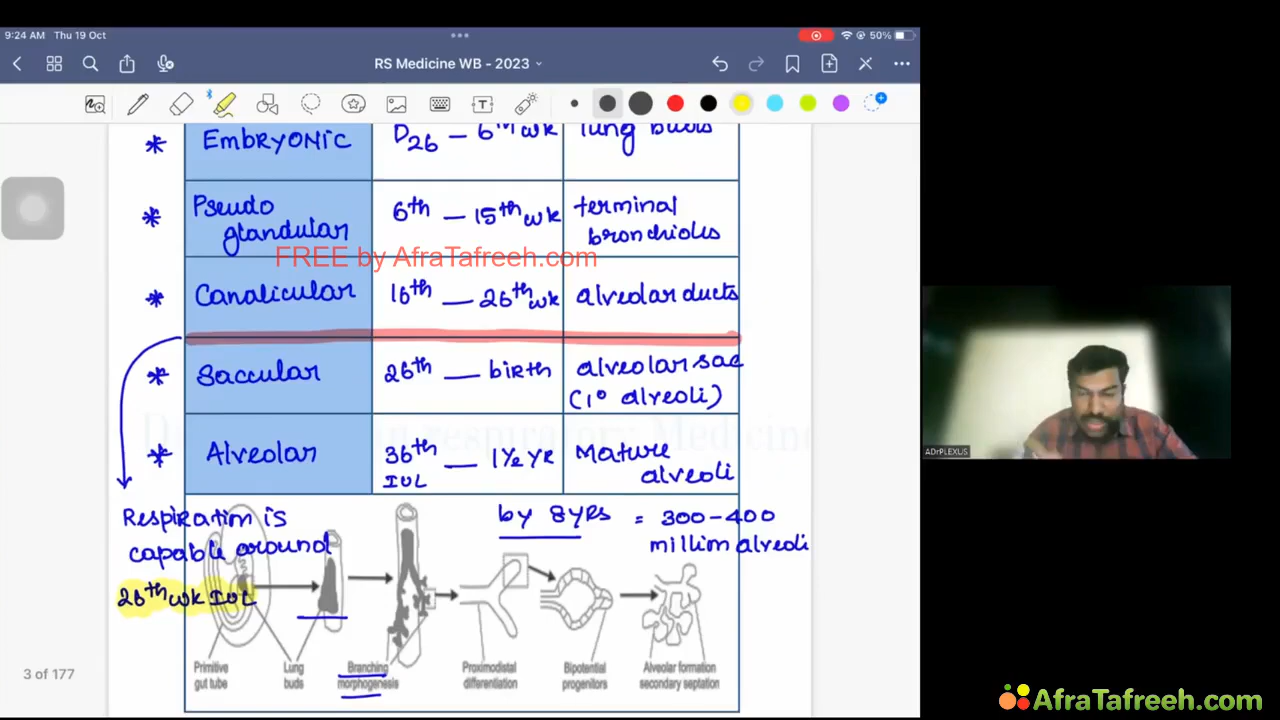 9:24 AM Thu 19 Oct
50%
RS Medicine WB - 2023
* EMBRYONIC D26 – 6th wk lung buds
* Pseudo glandular 6th – 15th wk terminal bronchioles
FREE by AfraTafreeh.com
* Canalicular 16th — 26th wk alveolar ducts
* Saccular 26th — birth alveolar sac (1° alveoli)
* Alveolar 36th IUL — 1½ yr Mature alveoli
Respiration is
capable around
26th wk IUL
by 8yrs = 300-400
million alveoli
Primitive gut tube
Lung buds
Branching morphogenesis
Proximodistal differentiation
Bipotential progenitors
Alveolar formation secondary septation
3 of 177
ADrPLEXUS
AfraTafreeh.com